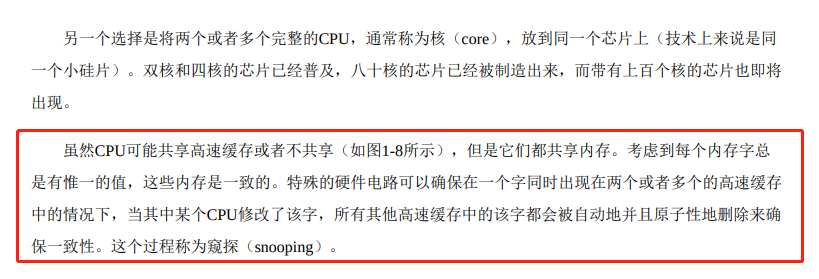 另一个选择是将两个或者多个完整的CPU，通常称为核（core），放到同一个芯片上（技术上来说是同
一个小硅片）。双核和四核的芯片已经普及，八十核的芯片已经被制造出来，而带有上百个核的芯片也即将
出现。
虽然CPU可能共享高速缓存或者不共享（如图1-8所示），但是它们都共享内存。考虑到每个内存字总
是有惟一的值，这些内存是一致的。特殊的硬件电路可以确保在一个字同时出现在两个或者多个的高速缓存
中的情况下，当其中某个CPU修改了该字，所有其他高速缓存中的该字都会被自动地并且原子性地删除来确
保一致性。这个过程称为窥探（snooping）。